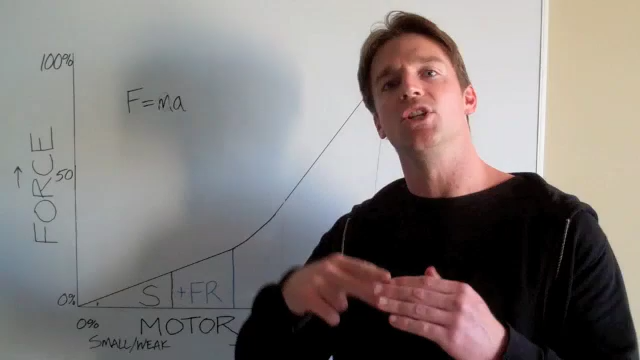 100%
F=ma
↑ FORCE
50
0%
S +FR
0%
MOTOR
SMALL/WEAK